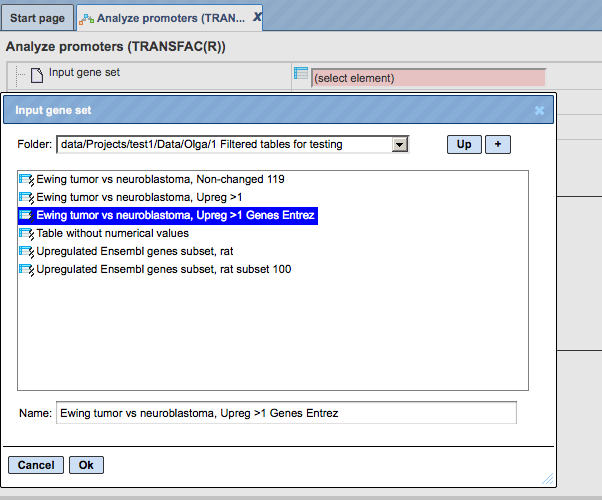 Start page
Analyze promoters (TRAN... X
Analyze promoters (TRANSFAC(R))
Input gene set
(select element)
Input gene set
Folder: data/Projects/test1/Data/Olga/1 Filtered tables for testing
Up +
Ewing tumor vs neuroblastoma, Non-changed 119
Ewing tumor vs neuroblastoma, Upreg >1
Ewing tumor vs neuroblastoma, Upreg >1 Genes Entrez
Table without numerical values
Upregulated Ensembl genes subset, rat
Upregulated Ensembl genes subset, rat subset 100
Name: Ewing tumor vs neuroblastoma, Upreg >1 Genes Entrez
Cancel Ok